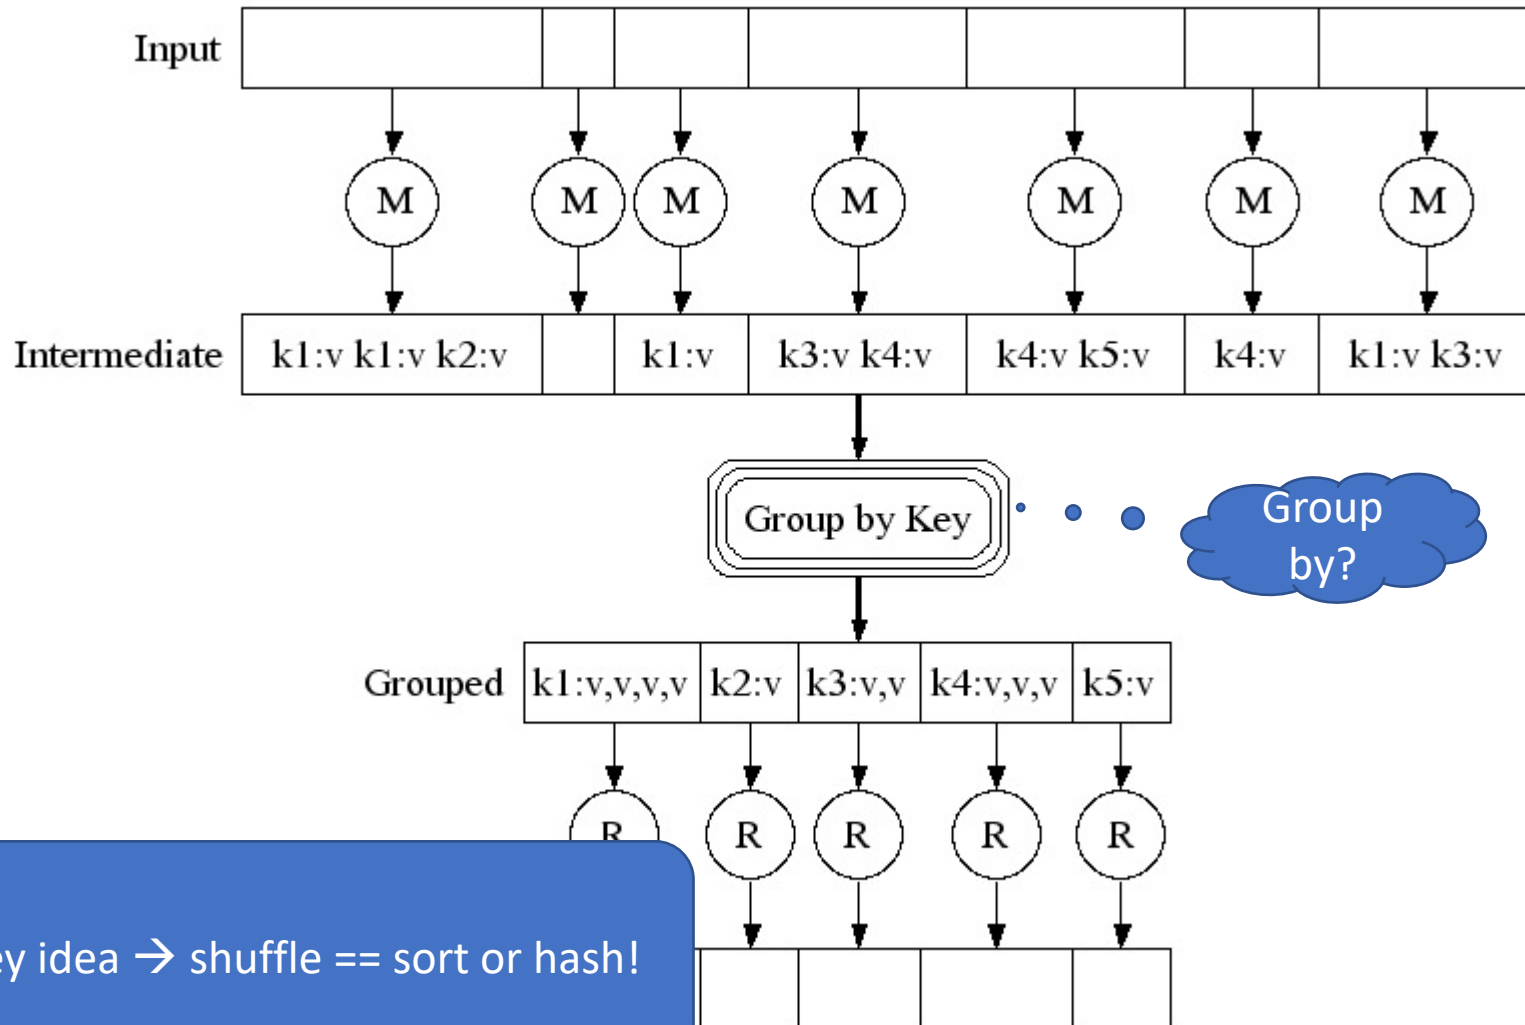 Input
M M M M M M M
Intermediate k1:v k1:v k2:v k1:v k3:v k4:v k4:v k5:v k4:v k1:v k3:v
Group by Key
Group
by?
Grouped k1:v,v,v,v k2:v k3:v,v k4:v,v,v k5:v
R R R R R
ey idea → shuffle == sort or hash!